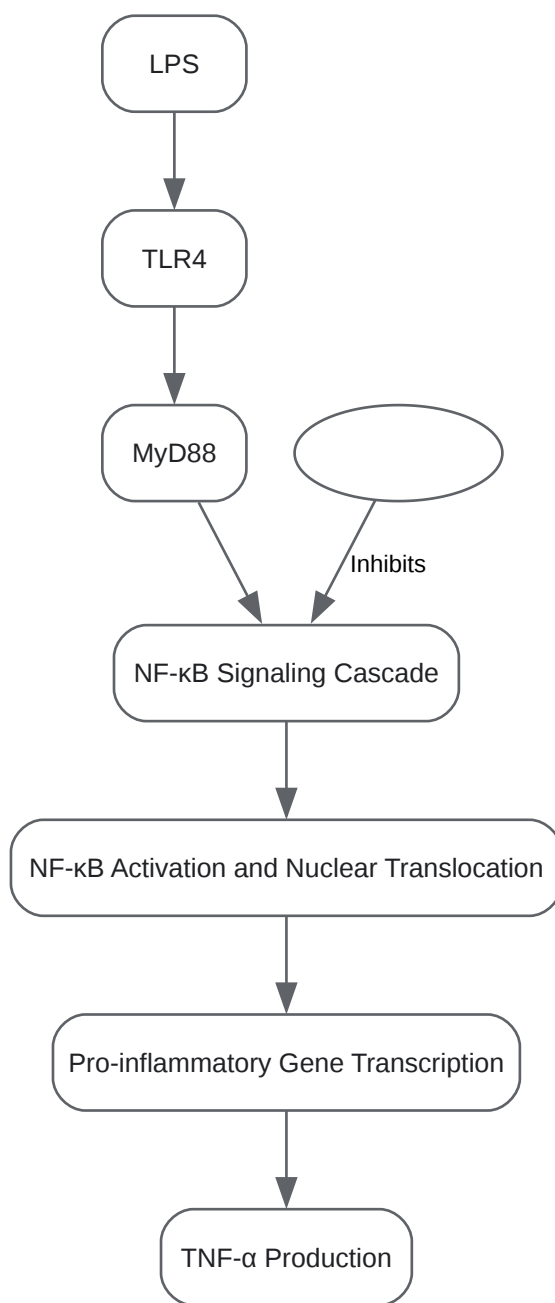 LPS
TLR4
MyD88
Inhibits
NF-κB Signaling Cascade
NF-κB Activation and Nuclear Translocation
Pro-inflammatory Gene Transcription
TNF-α Production